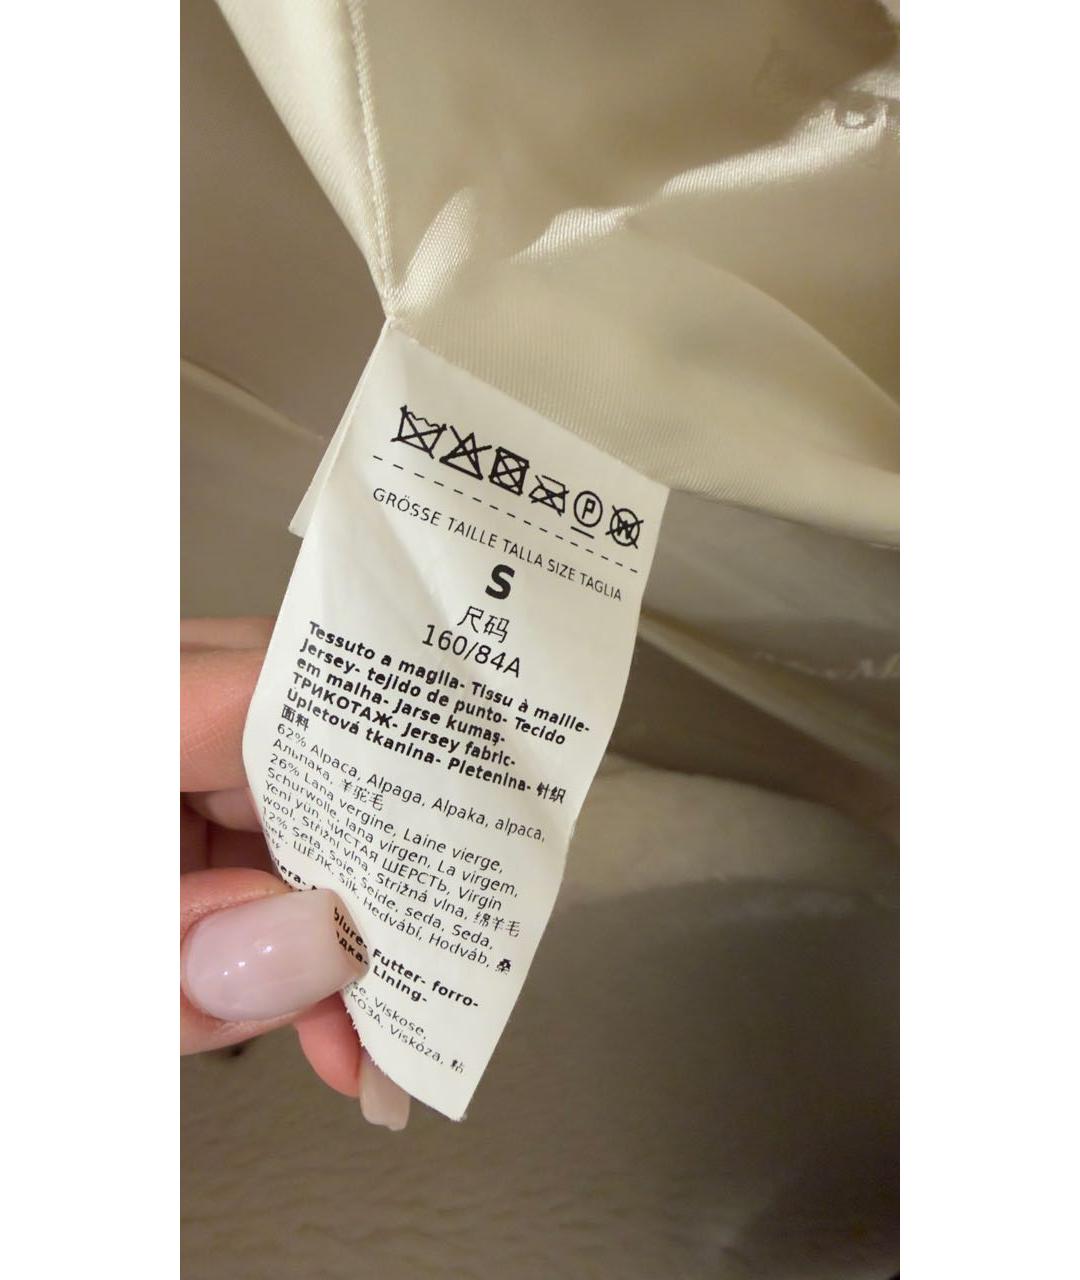 P W
GRÖSSE TAILLE TALLA SIZE TAGLIA
S
尺码
160/84A
Tessuto a maglia- Tissu à maille-
Jersey- tejido de punto- Tecido
em malha- Jarse kumaş-
ТРИКОТАЖ- Jersey fabric-
Úpletová tkanina- Pletenina- 针织
面料
62% Alpaca, Alpaga, Alpaka, alpaca,
Альпака, 羊驼毛
26% Lana vergine, Laine vierge,
Schurwolle, lana virgen, La virgem,
Yeni yün, ЧИСТАЯ ШЕРСТЬ, Virgin
wool, Střižní vlna, Strižná vlna, 绵羊毛
12% Seta, Soie, Seide, seda, Seda,
ШЁЛК, silk, Hedvábí, Hodváb, 桑
Futter- forro-
Lining-
Viskose,
Viskóza, 粘